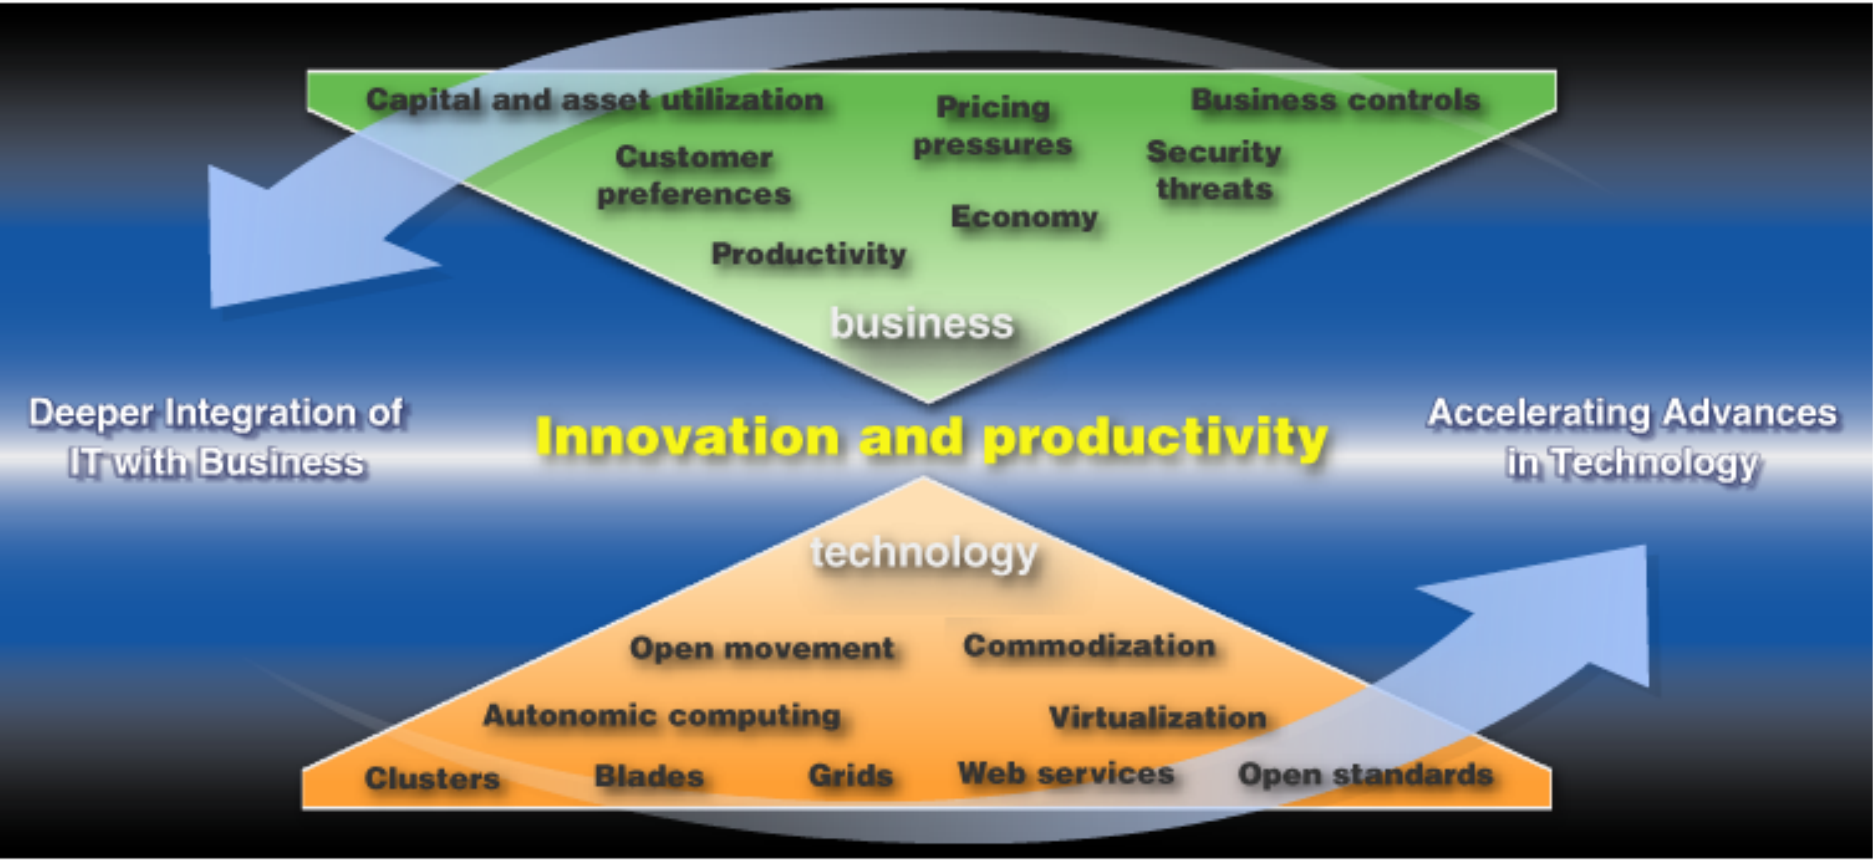 Capital and asset utilization
Pricing
pressures
Business controls
Customer
preferences
Security
threats
Economy
Productivity
business
Deeper Integration of
IT with Business
Innovation and productivity
Accelerating Advances
in Technology
technology
Open movement
Commodization
Autonomic computing
Virtualization
Clusters
Blades
Grids
Web services
Open standards